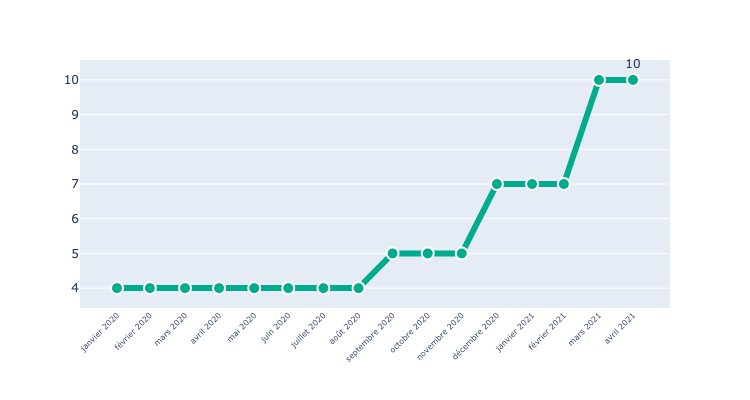 10
10
9
8
7
6
5
4
janvier 2020
février 2020
mars 2020
avril 2020
mai 2020
juin 2020
juillet 2020
août 2020
septembre 2020
octobre 2020
novembre 2020
décembre 2020
janvier 2021
février 2021
mars 2021
avril 2021